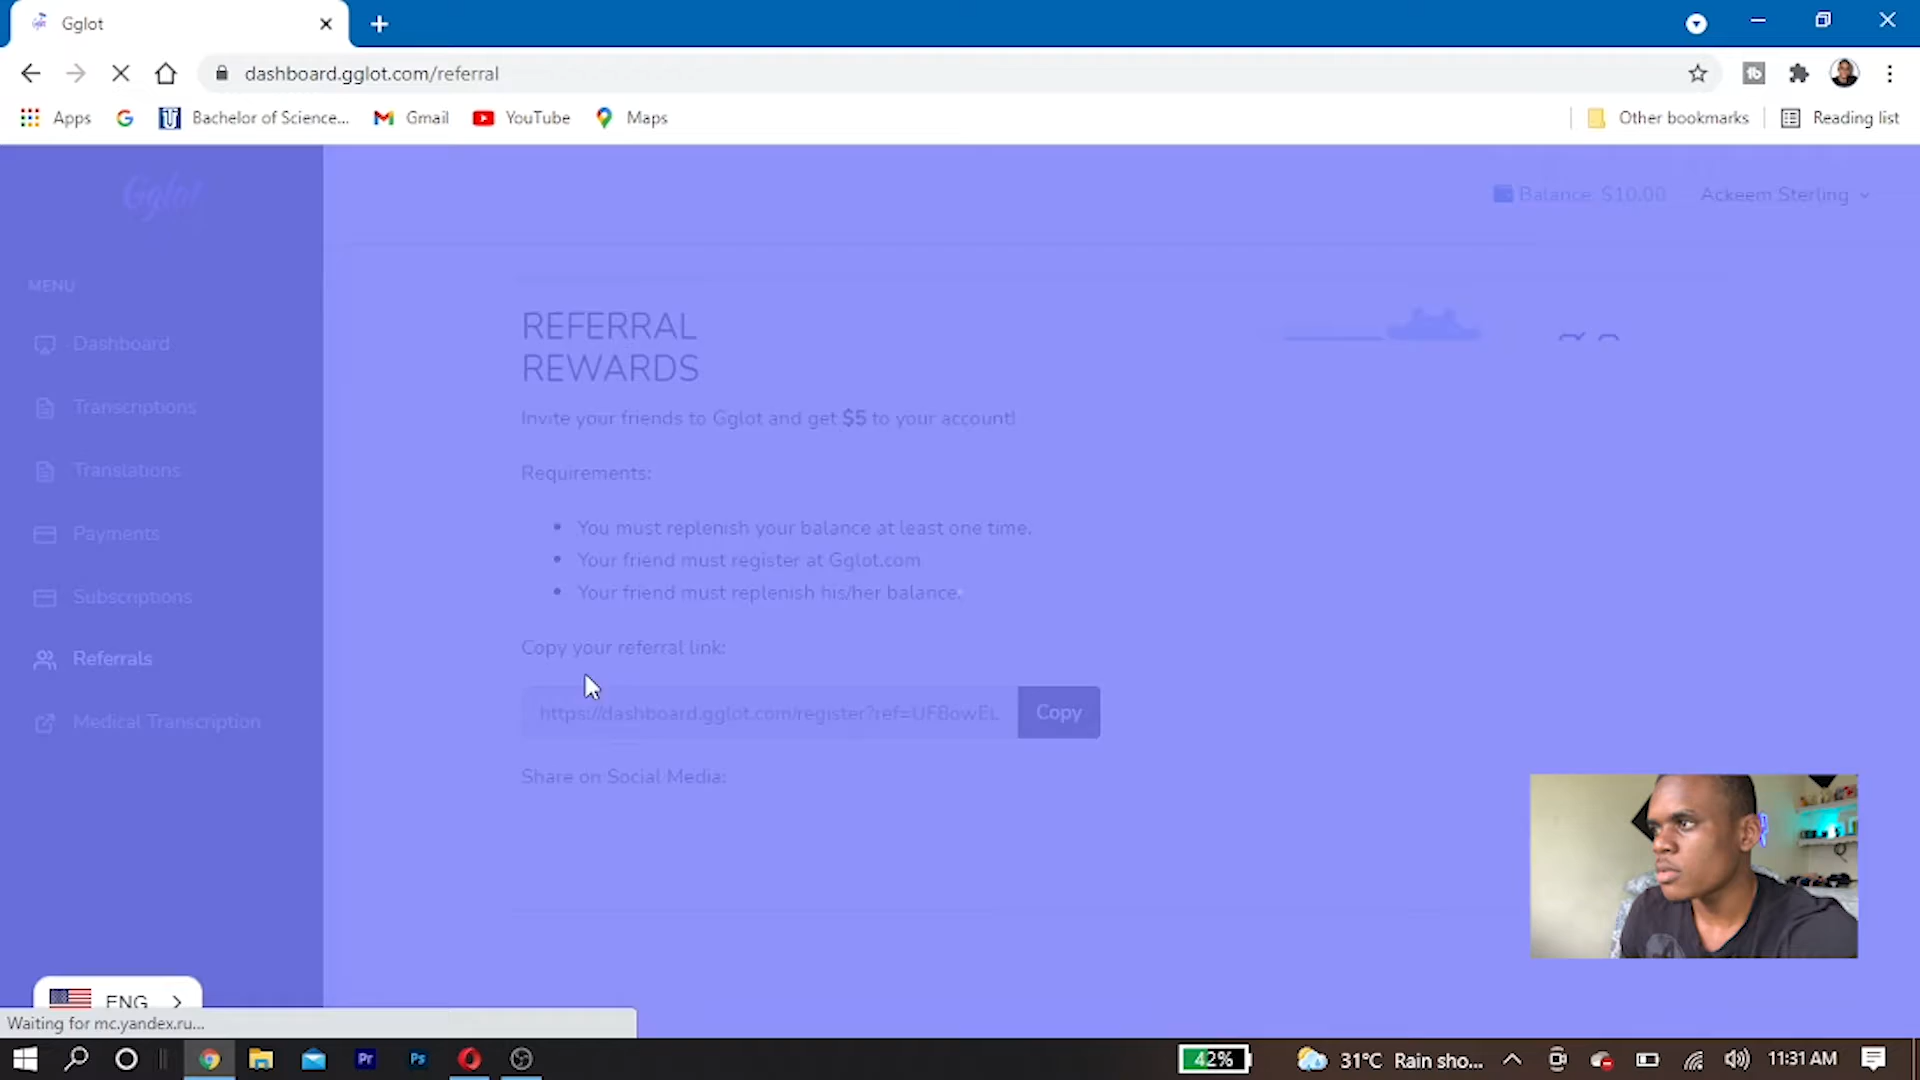 Gglot
dashboard.gglot.com/referral
Apps
Bachelor of Science...
Gmail
YouTube
Maps
Other bookmarks
Reading list
Gglot
Balance: $10.00
Ackeem Sterling
MENU
Dashboard
Transcriptions
Translations
Payments
Subscriptions
Referrals
Medical Transcription
REFERRAL
REWARDS
Invite your friends to Gglot and get $5 to your account!
Requirements:
You must replenish your balance at least one time.
Your friend must register at Gglot.com
Your friend must replenish his/her balance.
Copy your referral link:
https://dashboard.gglot.com/register?ref=UF8owEL
Copy
Share on Social Media:
ENG
Waiting for mc.yandex.ru...
Pr
Ps
42%
31°C Rain sho...
11:31 AM